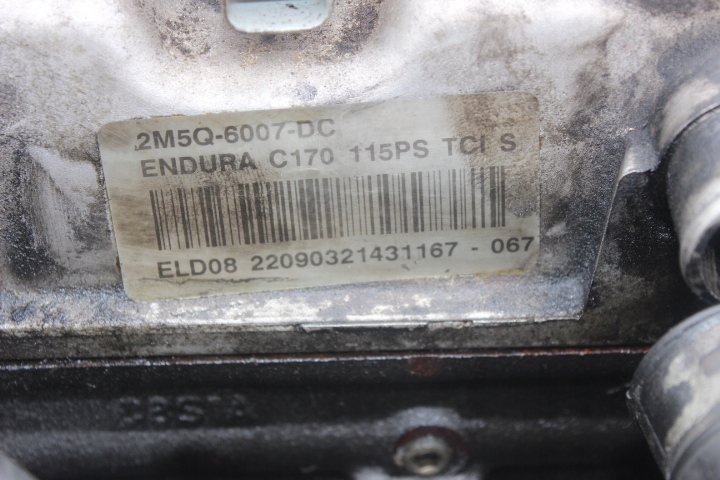 2M5Q-6007-DC
ENDURA C170 115PS TCI S
ELD08 22090321431167 - 067